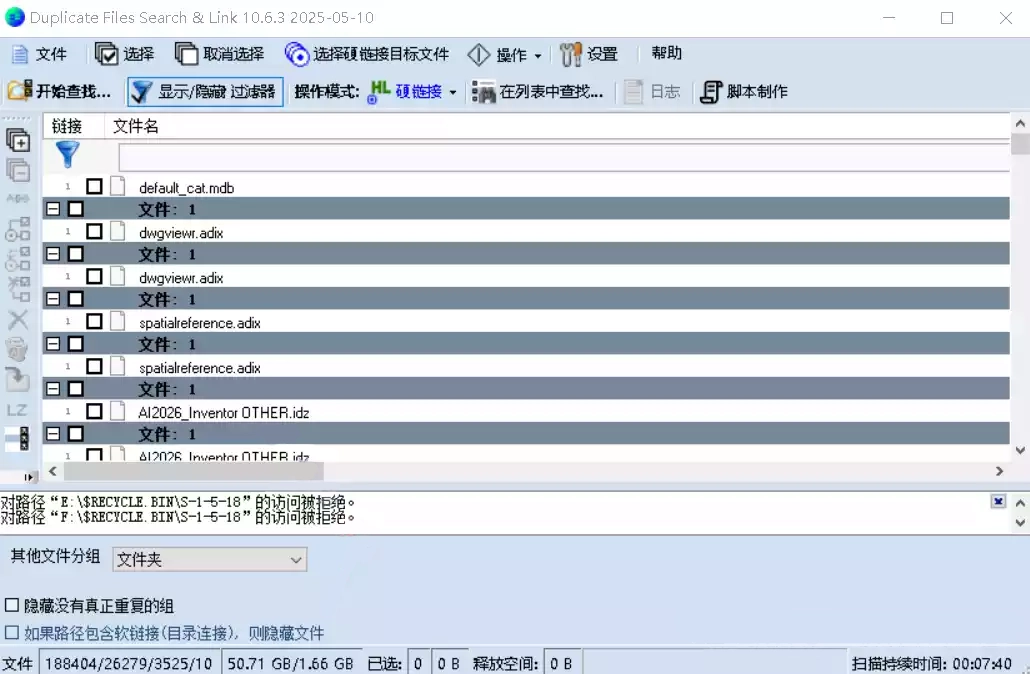 Duplicate Files Search & Link 10.6.3 2025-05-10
文件 选择 取消选择 选择硬链接目标文件 操作 设置 帮助
开始查找... 显示/隐藏 过滤器 操作模式: HL 硬链接 在列表中查找... 日志 脚本制作
链接 文件名
1 default_cat.mdb
文件: 1
1 dwgviewr.adix
文件: 1
1 dwgviewr.adix
文件: 1
1 spatialreference.adix
文件: 1
1 spatialreference.adix
文件: 1
1 AI2026_Inventor OTHER.idz
文件: 1
1 AI2026_Inventor OTHER.idz
LZ
对路径“E:\$RECYCLE.BIN\S-1-5-18”的访问被拒绝。
对路径“F:\$RECYCLE.BIN\S-1-5-18”的访问被拒绝。
其他文件分组 文件夹
隐藏没有真正重复的组
如果路径包含软链接(目录连接), 则隐藏文件
文件 188404/26279/3525/10 50.71 GB/1.66 GB 已选: 0 0 B 释放空间: 0 B 扫描持续时间: 00:07:40